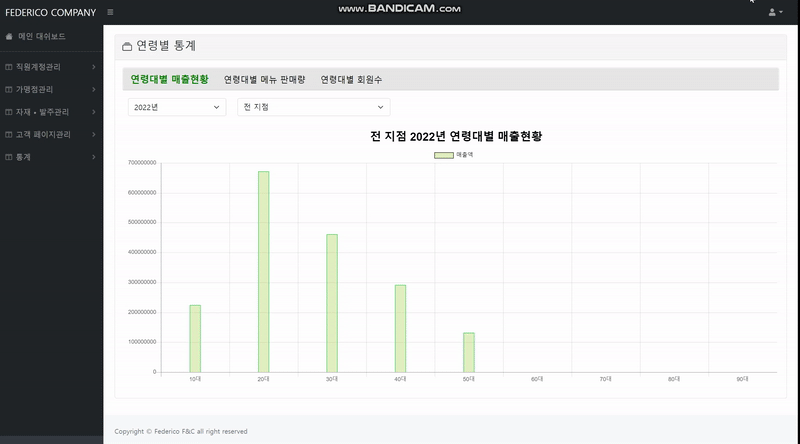 FEDERICO COMPANY
www.BANDICAM.com
메인 대쉬보드
직원계정관리
가맹점관리
자재 • 발주관리
고객 페이지관리
통계
연령별 통계
연령대별 매출현황 연령대별 메뉴 판매량 연령대별 회원수
2022년 전 지점
전 지점 2022년 연령대별 매출현황
매출액
700000000
600000000
500000000
400000000
300000000
200000000
100000000
0
10대 20대 30대 40대 50대 60대 70대 80대 90대
Copyright © Federico F&C all right reserved